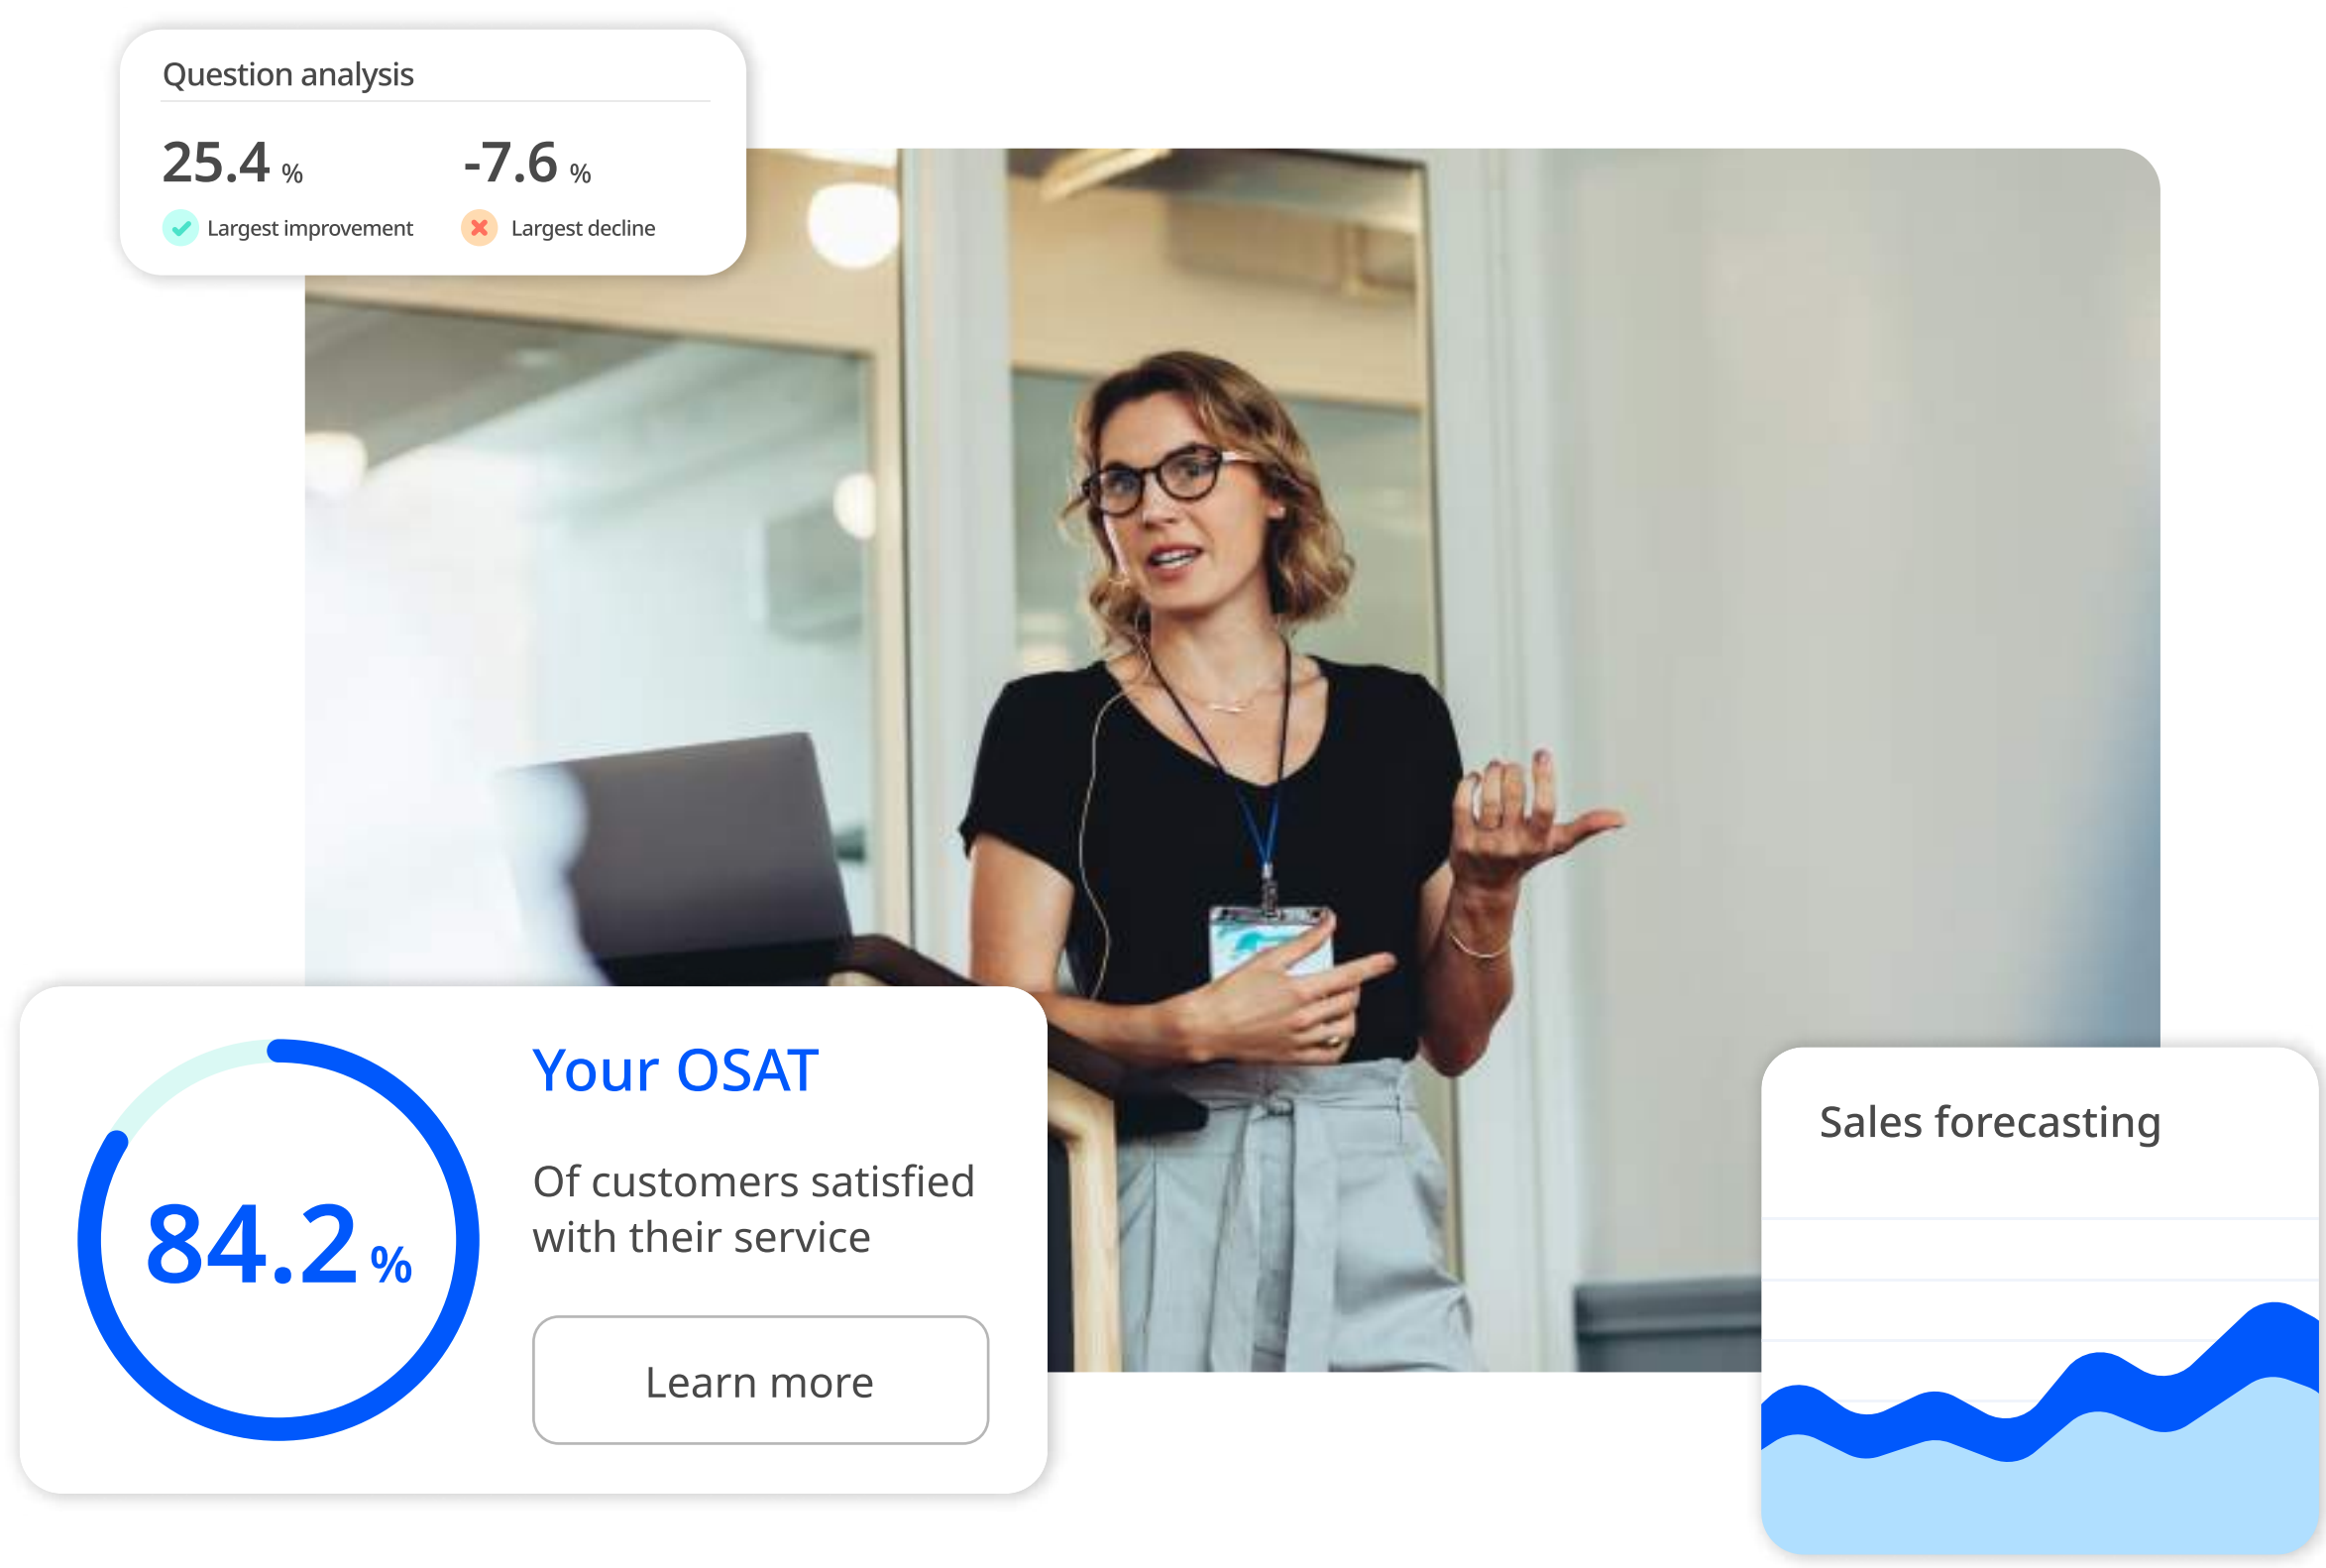 Question analysis
25.4 %
-7.6 %
Largest improvement
Largest decline
Your OSAT
84.2 %
Of customers satisfied
with their service
Learn more
Sales forecasting